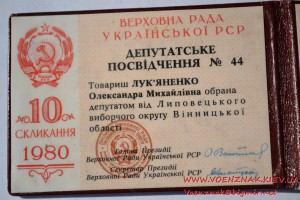 ВЕРХОВНА РАДА
УКРАЇНСЬКОЇ РСР
ДЕПУТАТСЬКЕ
ПОСВІДЧЕННЯ № 44
Товариш ЛУК'ЯНЕНКО
Олександра Михайлівна обрана
депутатом від Липовецького
виборчого округу Вінницької
області
10
СКЛИКАННЯ
1980
Голова Президії
Верховної Ради Української РСР
Секретар Президії
Верховної Ради Української РСР
WWW.VOENZNAK.KIEV.UA